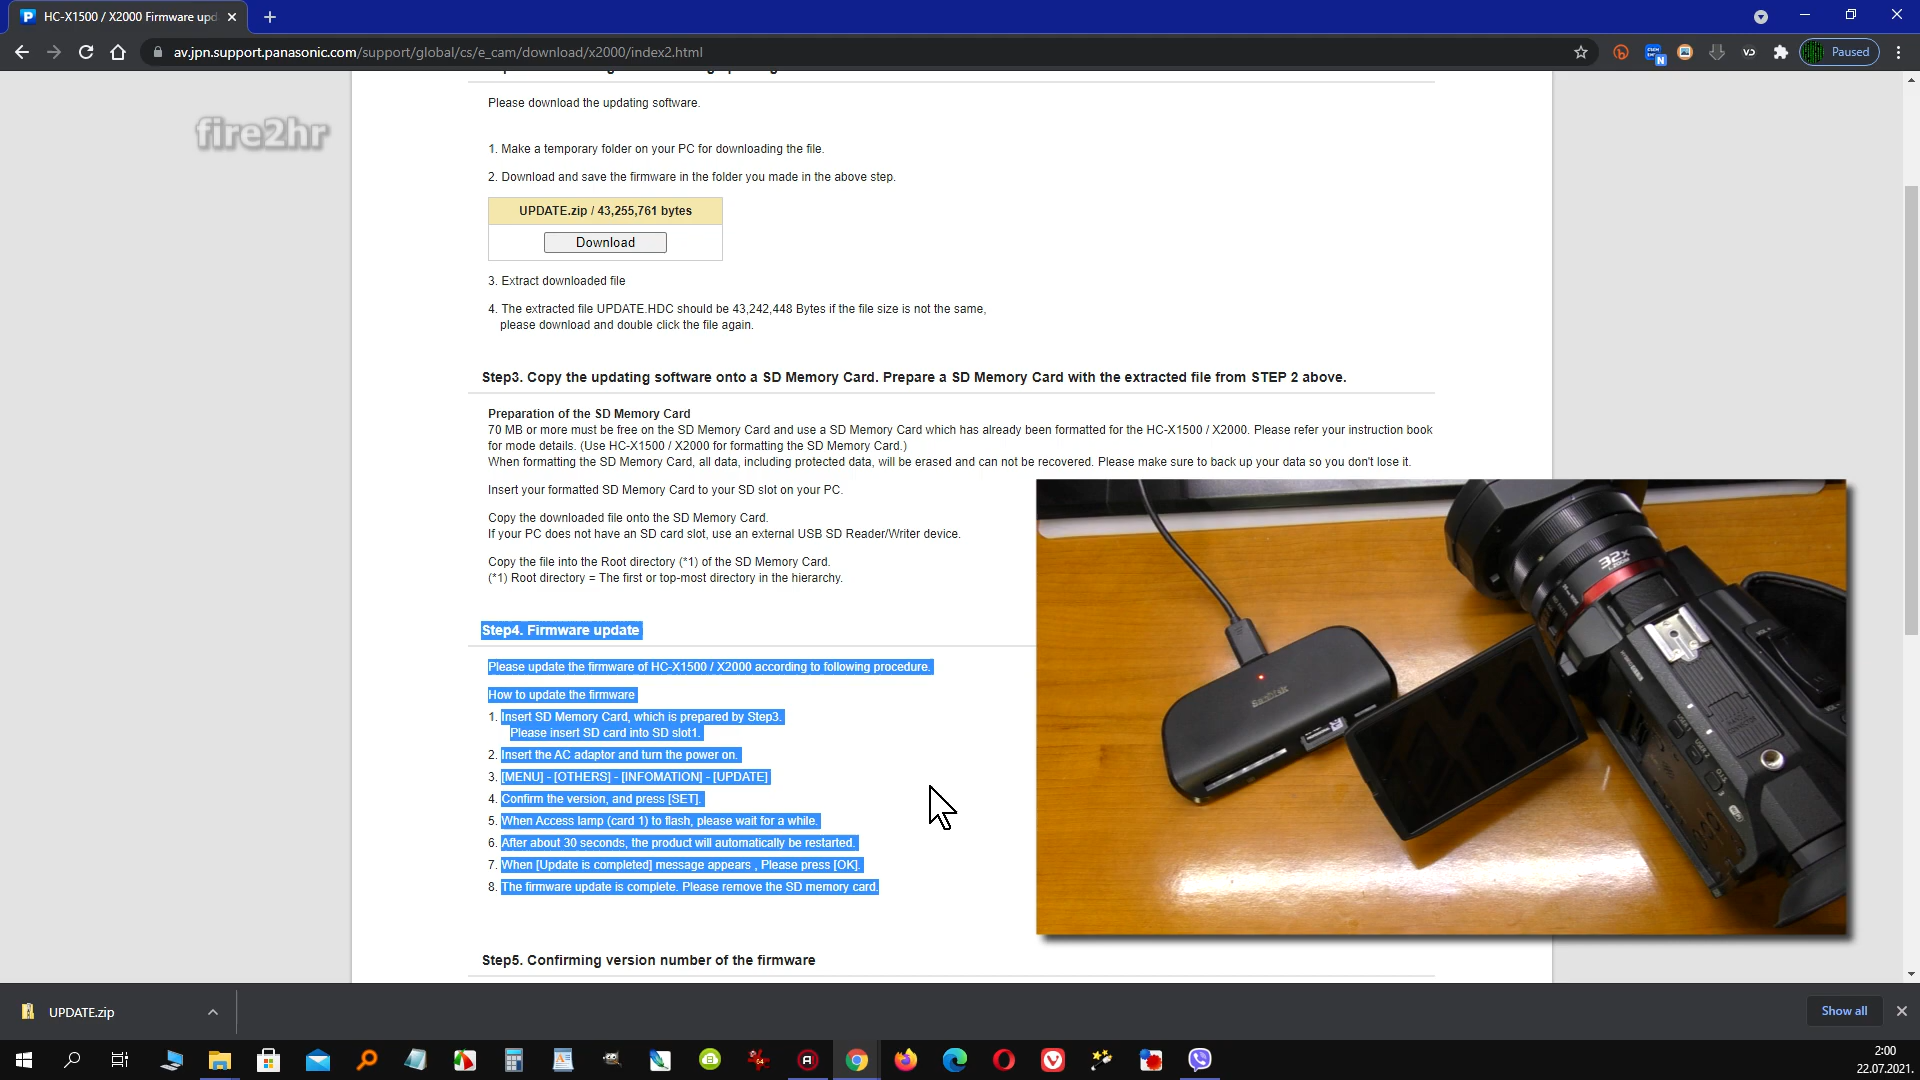 HC-X1500 / X2000 Firmware upd
av.jpn.support.panasonic.com/support/global/cs/e_cam/download/x2000/index2.html
Paused
fire2hr
Please download the updating software.
1. Make a temporary folder on your PC for downloading the file.
2. Download and save the firmware in the folder you made in the above step.
UPDATE.zip / 43,255,761 bytes
Download
3. Extract downloaded file
4. The extracted file UPDATE.HDC should be 43,242,448 Bytes if the file size is not the same,
please download and double click the file again.
Step3. Copy the updating software onto a SD Memory Card. Prepare a SD Memory Card with the extracted file from STEP 2 above.
Preparation of the SD Memory Card
70 MB or more must be free on the SD Memory Card and use a SD Memory Card which has already been formatted for the HC-X1500 / X2000. Please refer your instruction book
for mode details. (Use HC-X1500 / X2000 for formatting the SD Memory Card.)
When formatting the SD Memory Card, all data, including protected data, will be erased and can not be recovered. Please make sure to back up your data so you don't lose it.
Insert your formatted SD Memory Card to your SD slot on your PC.
Copy the downloaded file onto the SD Memory Card.
If your PC does not have an SD card slot, use an external USB SD Reader/Writer device.
Copy the file into the Root directory (*1) of the SD Memory Card.
(*1) Root directory = The first or top-most directory in the hierarchy.
32x
SanDisk
Step4. Firmware update
Please update the firmware of HC-X1500 / X2000 according to following procedure.
How to update the firmware
1. Insert SD Memory Card, which is prepared by Step3.
Please insert SD card into SD slot1.
2. Insert the AC adaptor and turn the power on.
3. [MENU] - [OTHERS] - [INFOMATION] - [UPDATE]
4. Confirm the version, and press [SET].
5. When Access lamp (card 1) to flash, please wait for a while.
6. After about 30 seconds, the product will automatically be restarted.
7. When [Update is completed] message appears , Please press [OK].
8. The firmware update is complete. Please remove the SD memory card.
Step5. Confirming version number of the firmware
UPDATE.zip
Show all
2:00
22.07.2021.